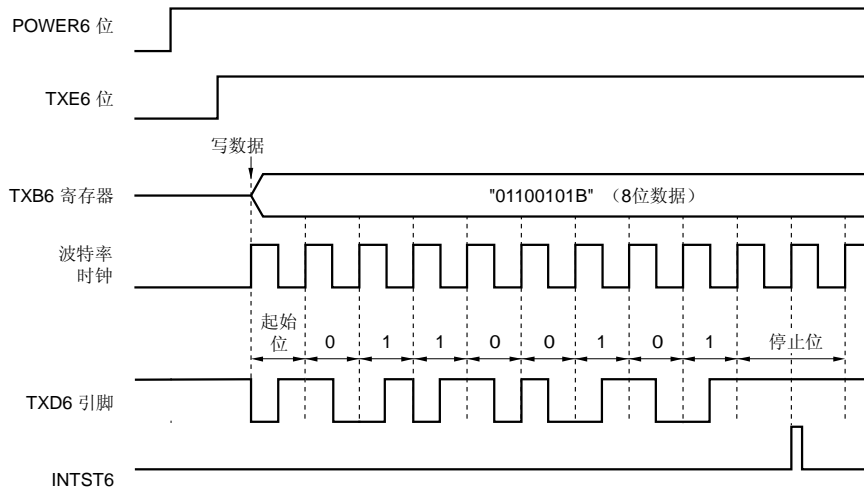 POWER6 位
TXE6 位
写数据
TXB6 寄存器
"01100101B" （8位数据）
波特率
时钟
起始
位
0 1 1 0 0 1 0 1 停止位
TXD6 引脚
INTST6